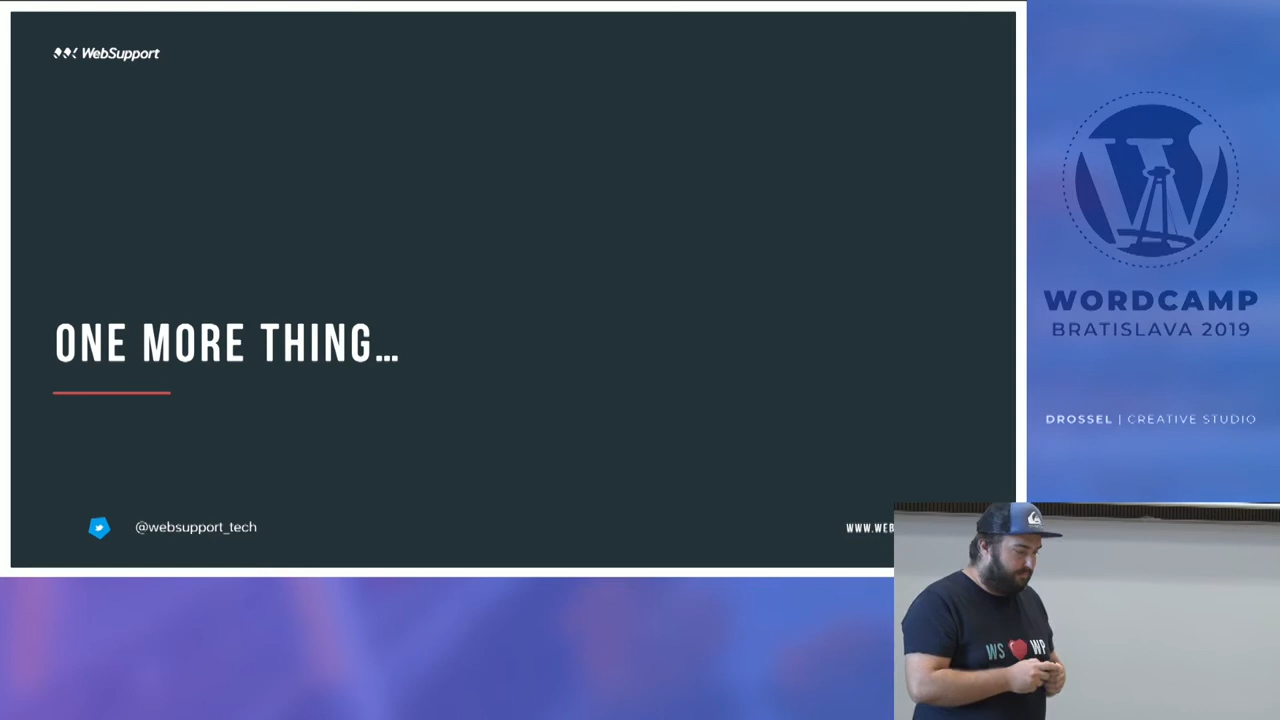 WebSupport
ONE MORE THING...
@websupport_tech
WWW.WEB
WORDCAMP
BRATISLAVA 2019
DROSSEL | CREATIVE STUDIO
WS WP